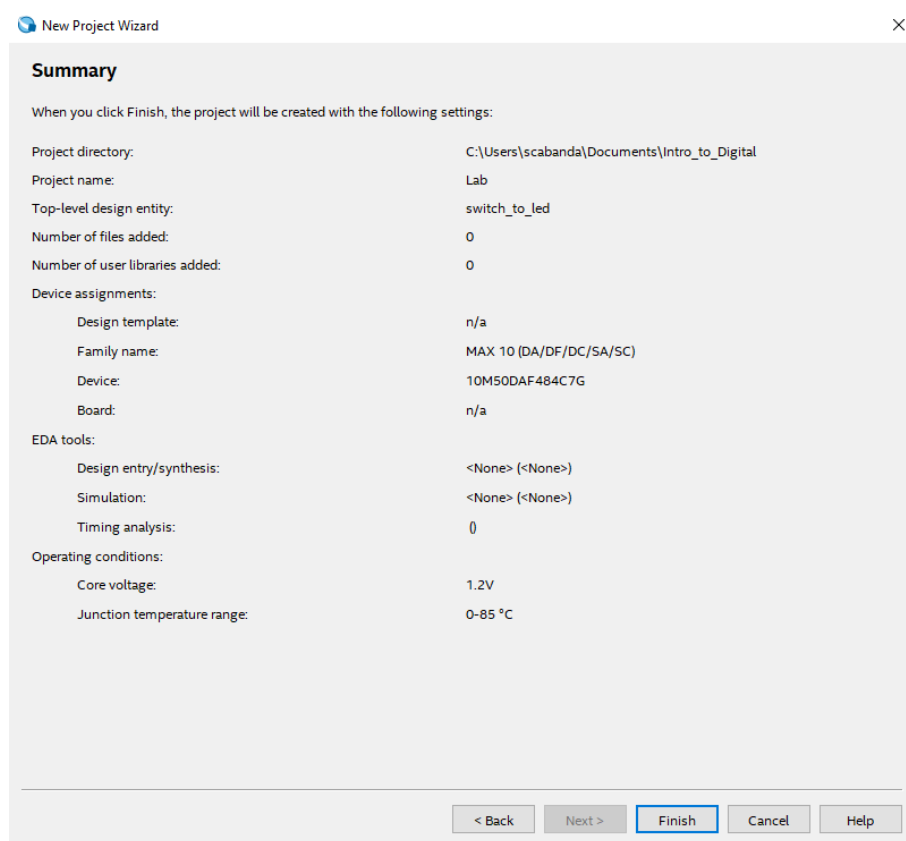 New Project Wizard
Summary
When you click Finish, the project will be created with the following settings:
Project directory: C:\Users\scabanda\Documents\Intro_to_Digital
Project name: Lab
Top-level design entity: switch_to_led
Number of files added: 0
Number of user libraries added: 0
Device assignments:
Design template: n/a
Family name: MAX 10 (DA/DF/DC/SA/SC)
Device: 10M50DAF484C7G
Board: n/a
EDA tools:
Design entry/synthesis: <None> (<None>)
Simulation: <None> (<None>)
Timing analysis: ()
Operating conditions:
Core voltage: 1.2V
Junction temperature range: 0-85 °C
< Back Next > Finish Cancel Help